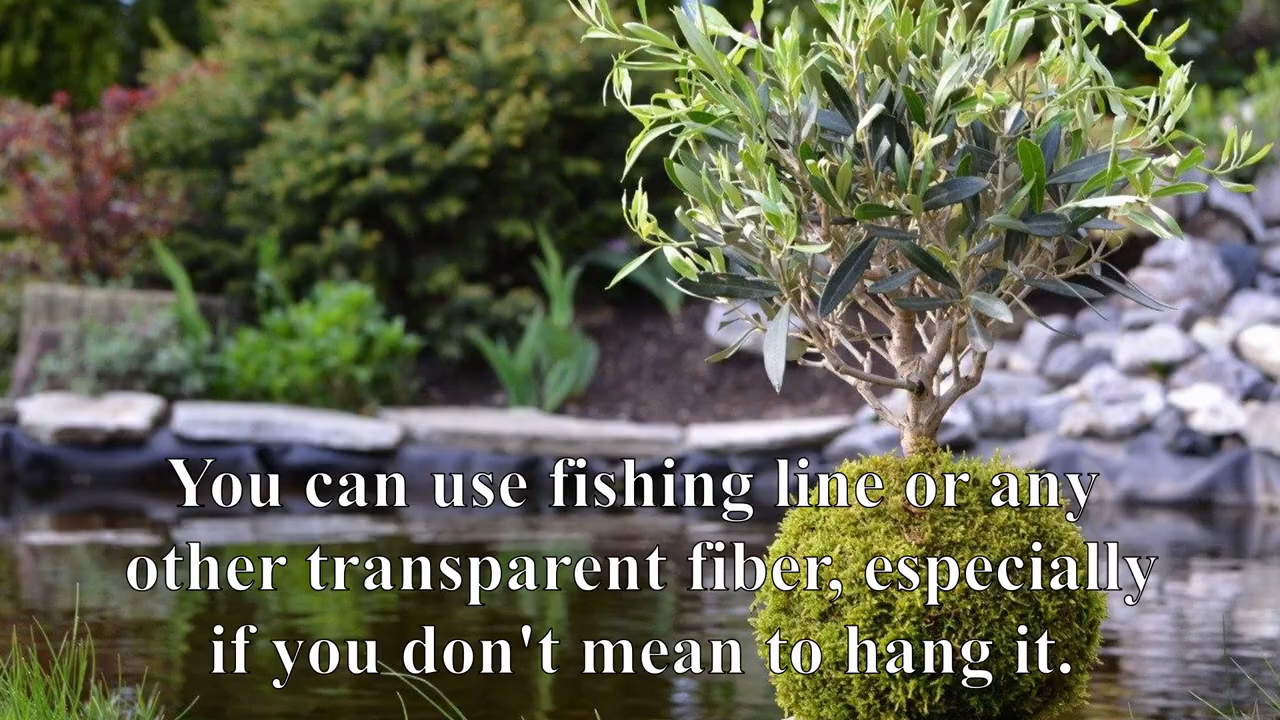 You can use fishing line or any
other transparent fiber, especially
if you don't mean to hang it.